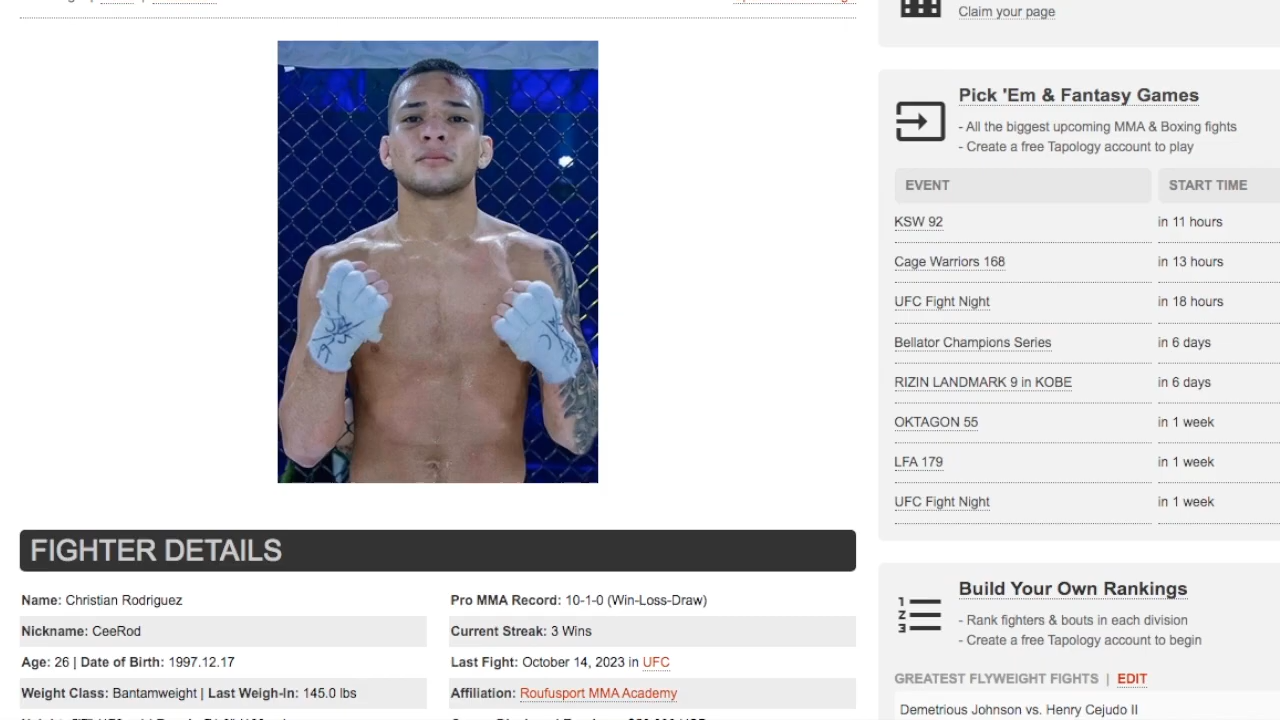 Claim your page
Pick 'Em & Fantasy Games
- All the biggest upcoming MMA & Boxing fights
- Create a free Tapology account to play
EVENT START TIME
KSW 92 in 11 hours
Cage Warriors 168 in 13 hours
UFC Fight Night in 18 hours
Bellator Champions Series in 6 days
RIZIN LANDMARK 9 in KOBE in 6 days
OKTAGON 55 in 1 week
LFA 179 in 1 week
UFC Fight Night in 1 week
FIGHTER DETAILS
Name: Christian Rodriguez
Pro MMA Record: 10-1-0 (Win-Loss-Draw)
Nickname: CeeRod
Current Streak: 3 Wins
Age: 26 | Date of Birth: 1997.12.17
Last Fight: October 14, 2023 in UFC
Weight Class: Bantamweight | Last Weigh-In: 145.0 lbs
Affiliation: Roufusport MMA Academy
1
2
3
Build Your Own Rankings
- Rank fighters & bouts in each division
- Create a free Tapology account to begin
GREATEST FLYWEIGHT FIGHTS | EDIT
Demetrious Johnson vs. Henry Cejudo II